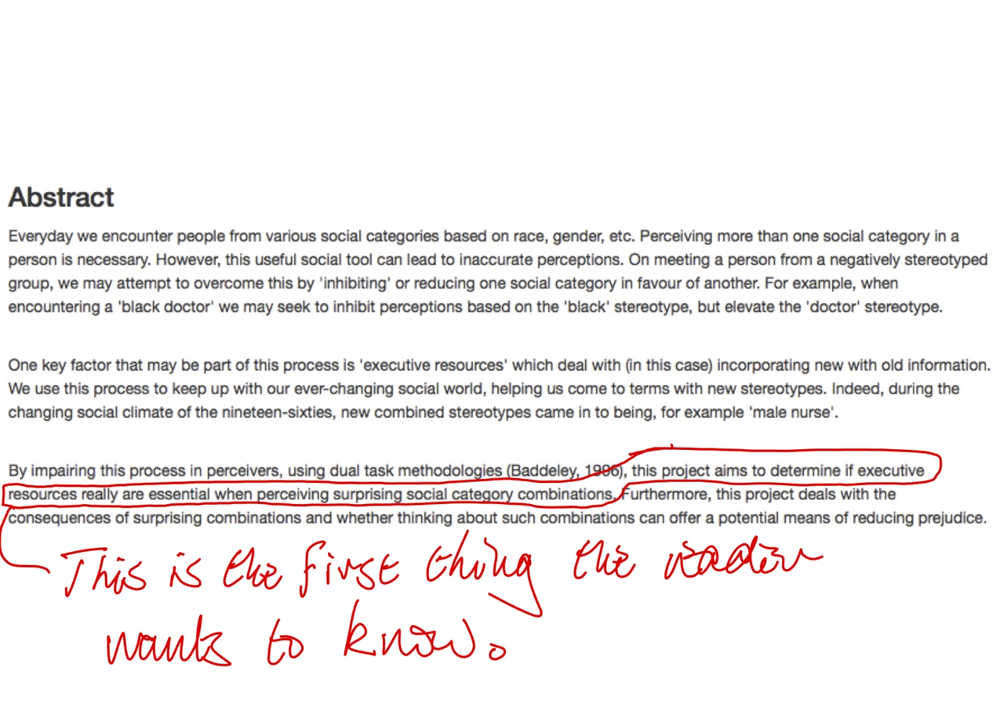 Abstract
Everyday we encounter people from various social categories based on race, gender, etc. Perceiving more than one social category in a
person is necessary. However, this useful social tool can lead to inaccurate perceptions. On meeting a person from a negatively stereotyped
group, we may attempt to overcome this by 'inhibiting' or reducing one social category in favour of another. For example, when
encountering a 'black doctor' we may seek to inhibit perceptions based on the 'black' stereotype, but elevate the 'doctor' stereotype.
One key factor that may be part of this process is 'executive resources' which deal with (in this case) incorporating new with old information.
We use this process to keep up with our ever-changing social world, helping us come to terms with new stereotypes. Indeed, during the
changing social climate of the nineteen-sixties, new combined stereotypes came in to being, for example 'male nurse'.
By impairing this process in perceivers, using dual task methodologies (Baddeley, 1996), this project aims to determine if executive
resources really are essential when perceiving surprising social category combinations. Furthermore, this project deals with the
consequences of surprising combinations and whether thinking about such combinations can offer a potential means of reducing prejudice.
This is the first thing the reader
wants to know.